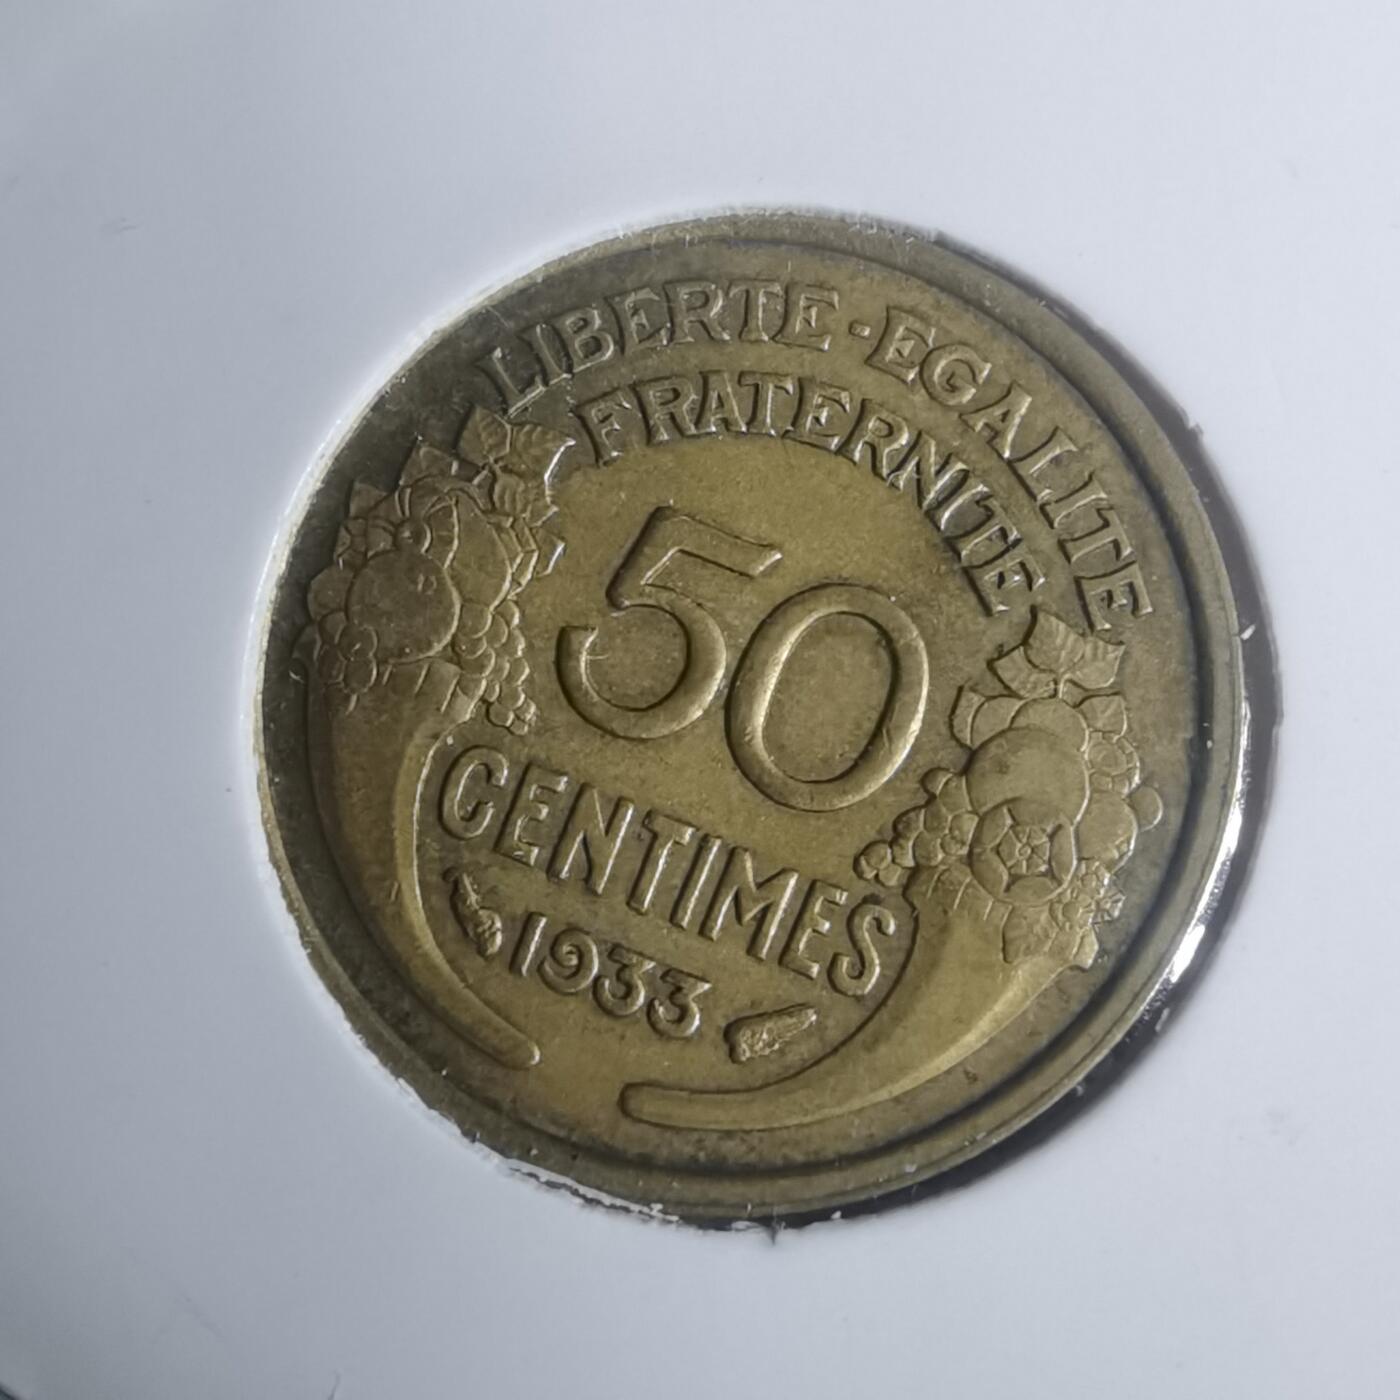 LIBERTE-EGALITE
FRATERNITE
50
CENTIMES
1933